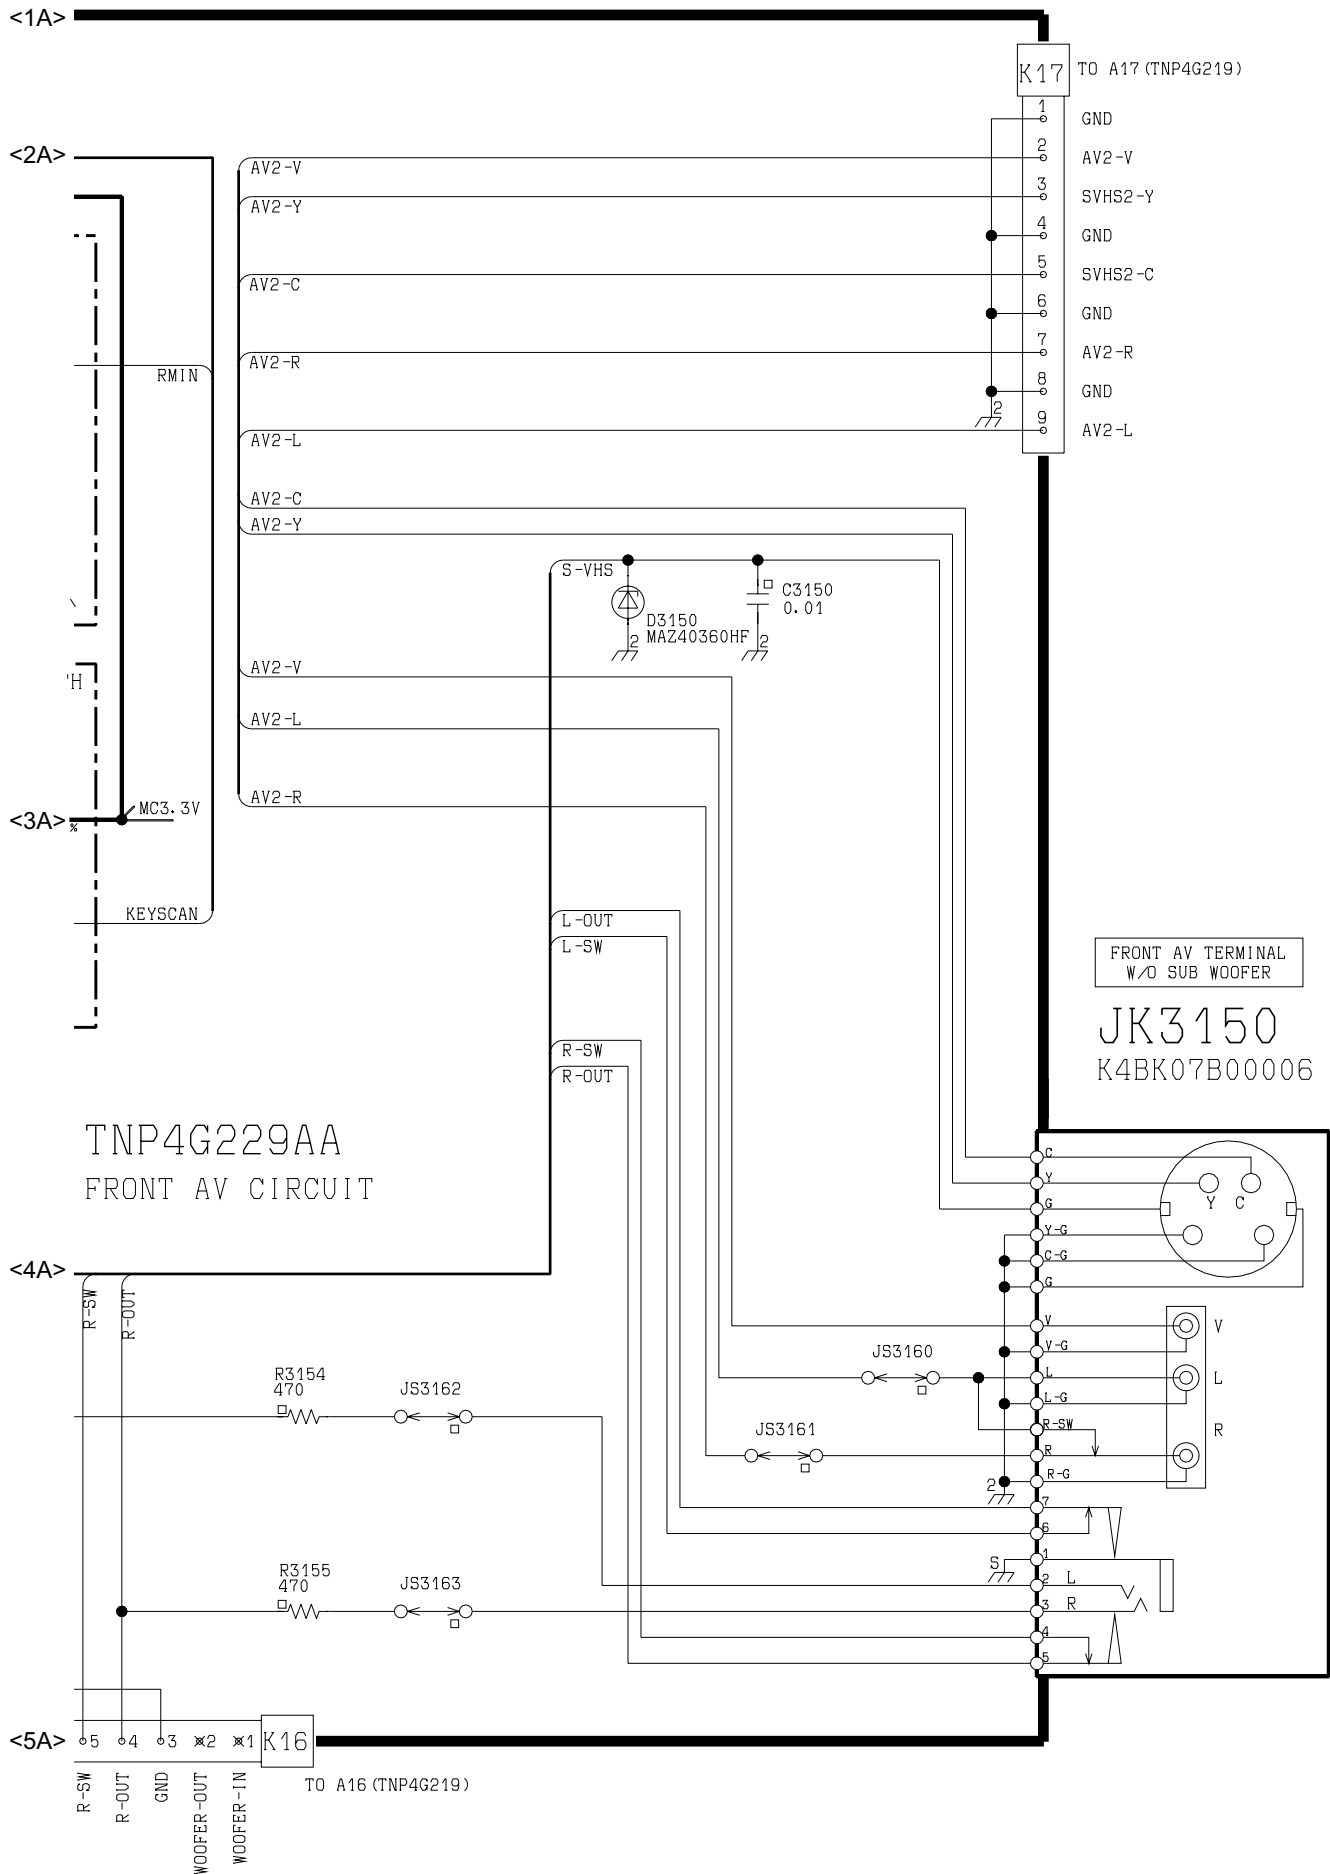 <1A>
K17 TO A17(TNP4G219)
1 GND
<2A>
AV2-V 2 AV2-V
AV2-Y 3 SVHS2-Y
4 GND
AV2-C 5 SVHS2-C
6 GND
RMIN
AV2-R 7 AV2-R
8 GND
2
AV2-L 9 AV2-L
AV2-C
AV2-Y
S-VHS
C3150
0.01
D3150
MAZ40360HF
2 2
AV2-V
'H
AV2-L
AV2-R
MC3.3V
<3A>
%
KEYSCAN
L-OUT
L-SW
FRONT AV TERMINAL
W/O SUB WOOFER
JK3150
K4BK07B00006
R-SW
R-OUT
TNP4G229AA
FRONT AV CIRCUIT
C
Y
Y C
G
Y-G
C-G
G
<4A>
R-SW
R-OUT
V V
V-G
JS3160
L L
L-G
R3154
470
JS3162
R-SW R
JS3161
R
R-G
2
7
6
S 1
R3155
470
JS3163
2 L
3 R
4
5
<5A> 5 4 3 2 1 K16
TO A16(TNP4G219)
R-SW
R-OUT
GND
WOOFER-OUT
WOOFER-IN